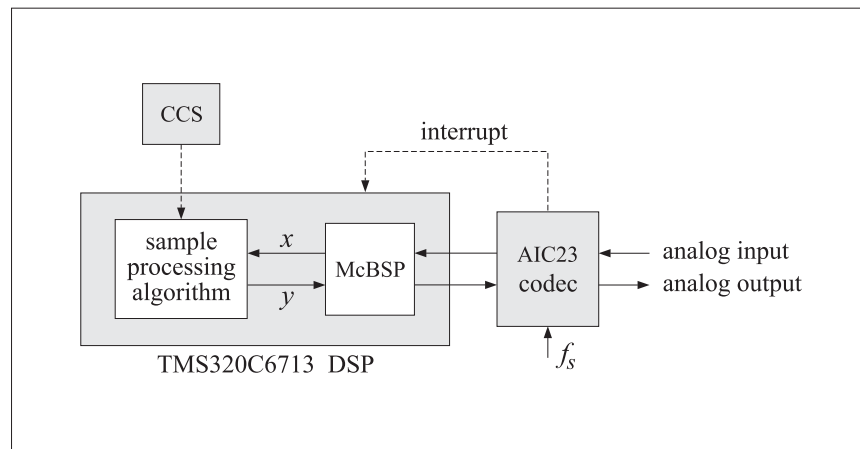 CCS
interrupt
sample
processing
algorithm
x
y
McBSP
AIC23
codec
analog input
analog output
fs
TMS320C6713 DSP